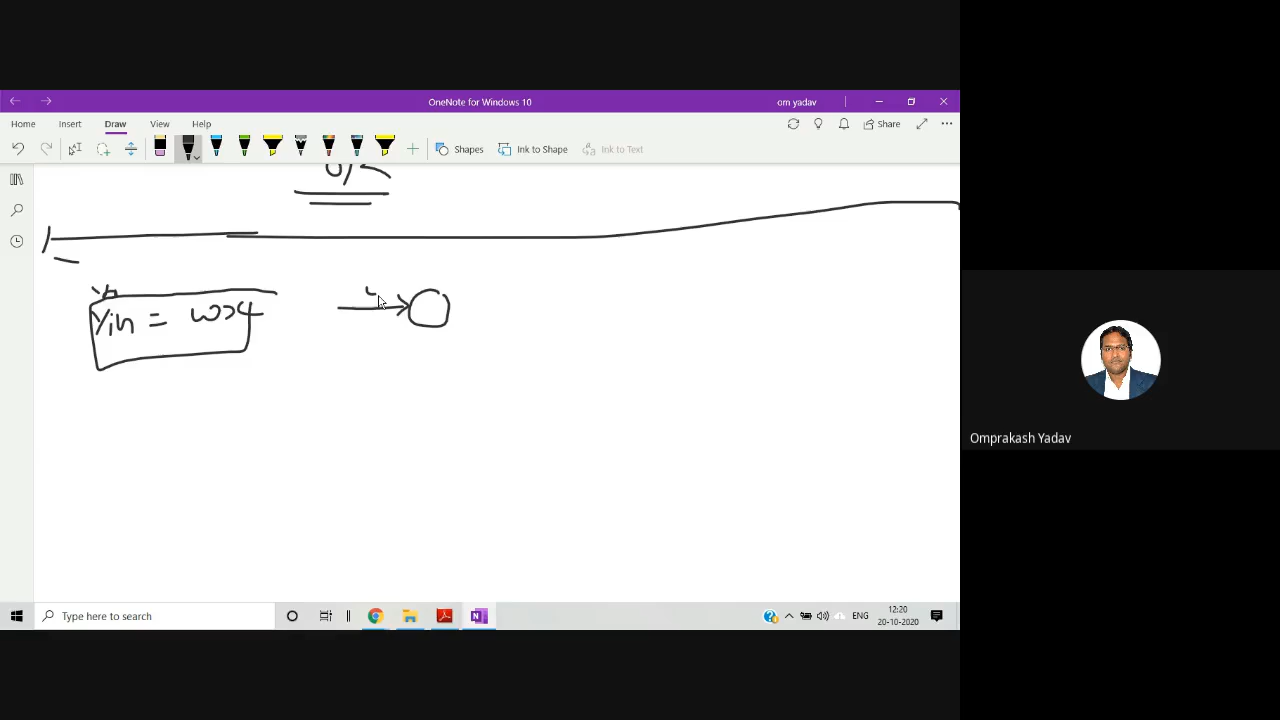 OneNote for Windows 10
om yadav
Home Insert Draw View Help
Share
Shapes Ink to Shape Ink to Text
Yin = wx
Omprakash Yadav
Type here to search
ENG
12:20
20-10-2020